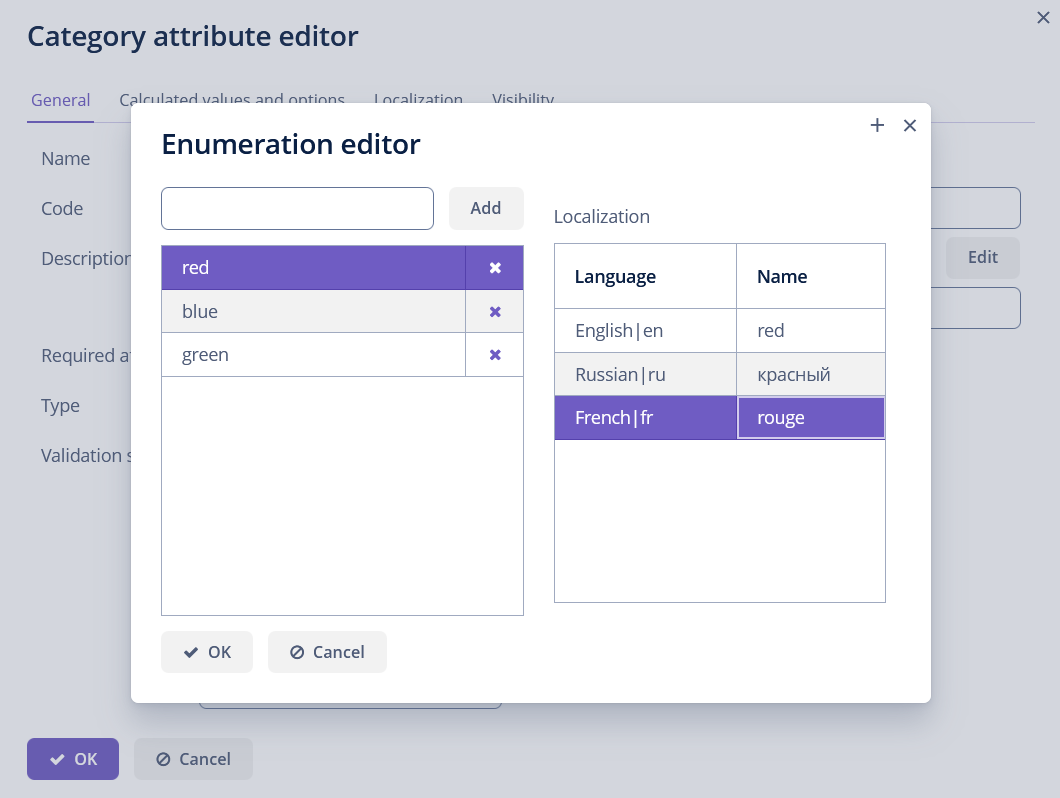 Category attribute editor
General Calculated values and options Localization Visibility
Name
Code
Description
Edit
Required
Type
Validation
Enumeration editor
Add
red
blue
green
Localization
Language Name
English|en red
Russian|ru красный
French|fr rouge
OK Cancel
OK Cancel